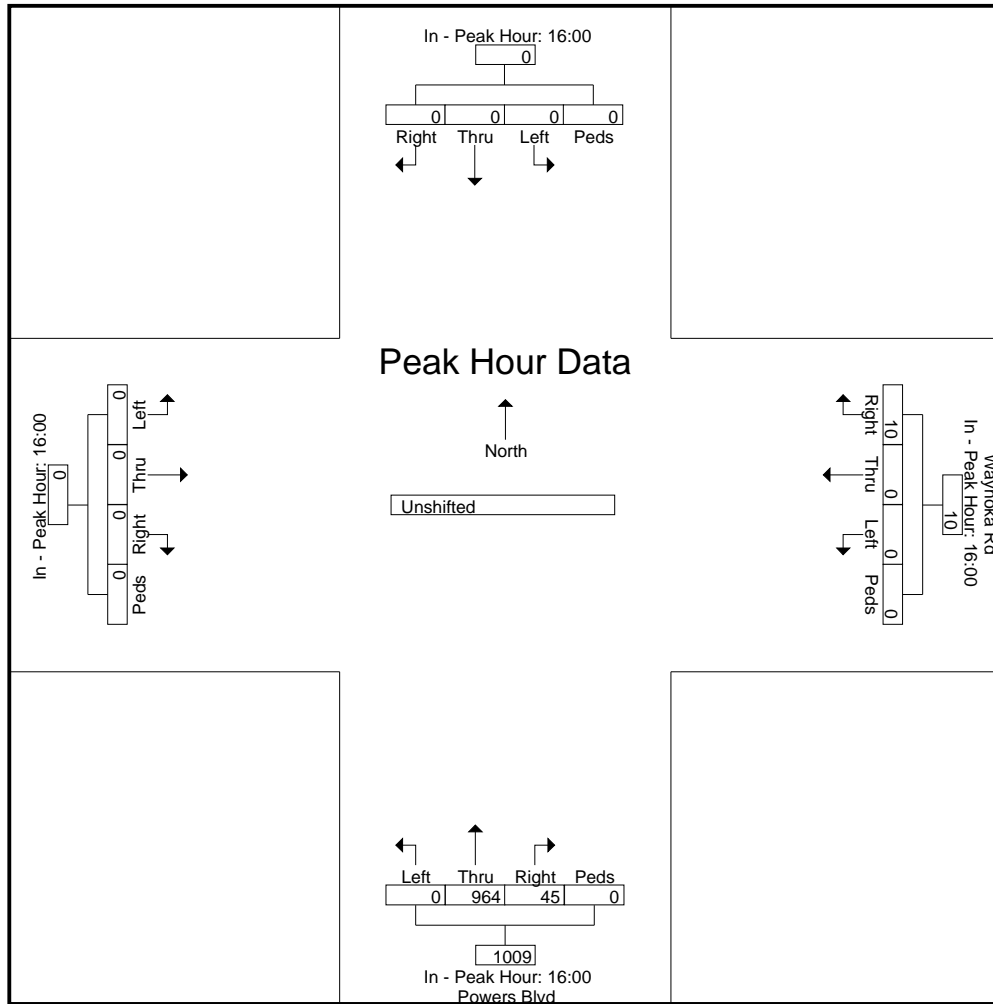 In - Peak Hour: 16:00
0
0 0 0 0
Right Thru Left Peds
Peak Hour Data
North
Unshifted
In - Peak Hour: 16:00
0
0 0 0 0
Left Thru Right Peds
Waynoka Rd
In - Peak Hour: 16:00
10
10 0 0 0
Right Thru Left Peds
Left Thru Right Peds
0 964 45 0
1009
In - Peak Hour: 16:00
Powers Blvd